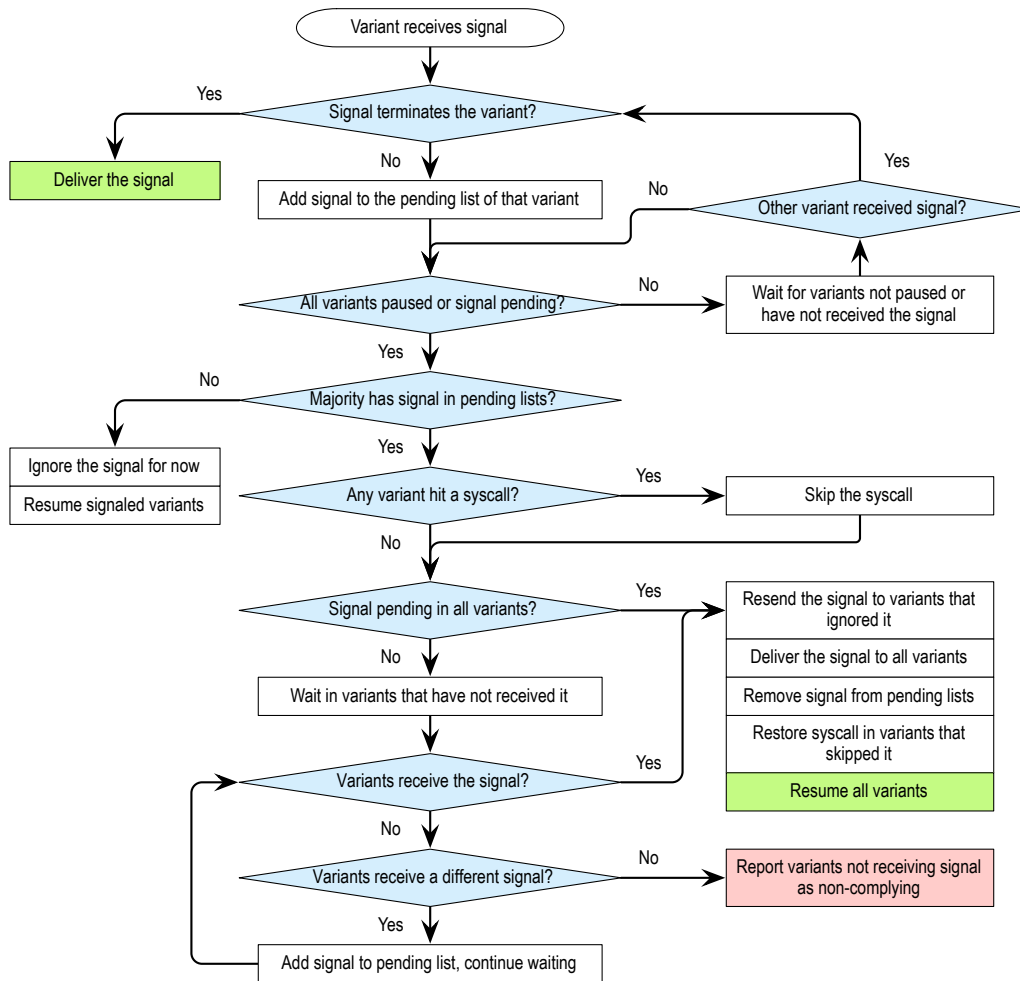 Variant receives signal
Yes
Signal terminates the variant?
No
Yes
Deliver the signal
Add signal to the pending list of that variant
No
Other variant received signal?
All variants paused or signal pending?
No
Wait for variants not paused or
have not received the signal
Yes
No
Majority has signal in pending lists?
Yes
Ignore the signal for now
Resume signaled variants
Any variant hit a syscall?
Yes
Skip the syscall
No
Signal pending in all variants?
Yes
Resend the signal to variants that
ignored it
Deliver the signal to all variants
Remove signal from pending lists
Restore syscall in variants that
skipped it
Resume all variants
No
Wait in variants that have not received it
Variants receive the signal?
Yes
No
Variants receive a different signal?
No
Report variants not receiving signal
as non-complying
Yes
Add signal to pending list, continue waiting